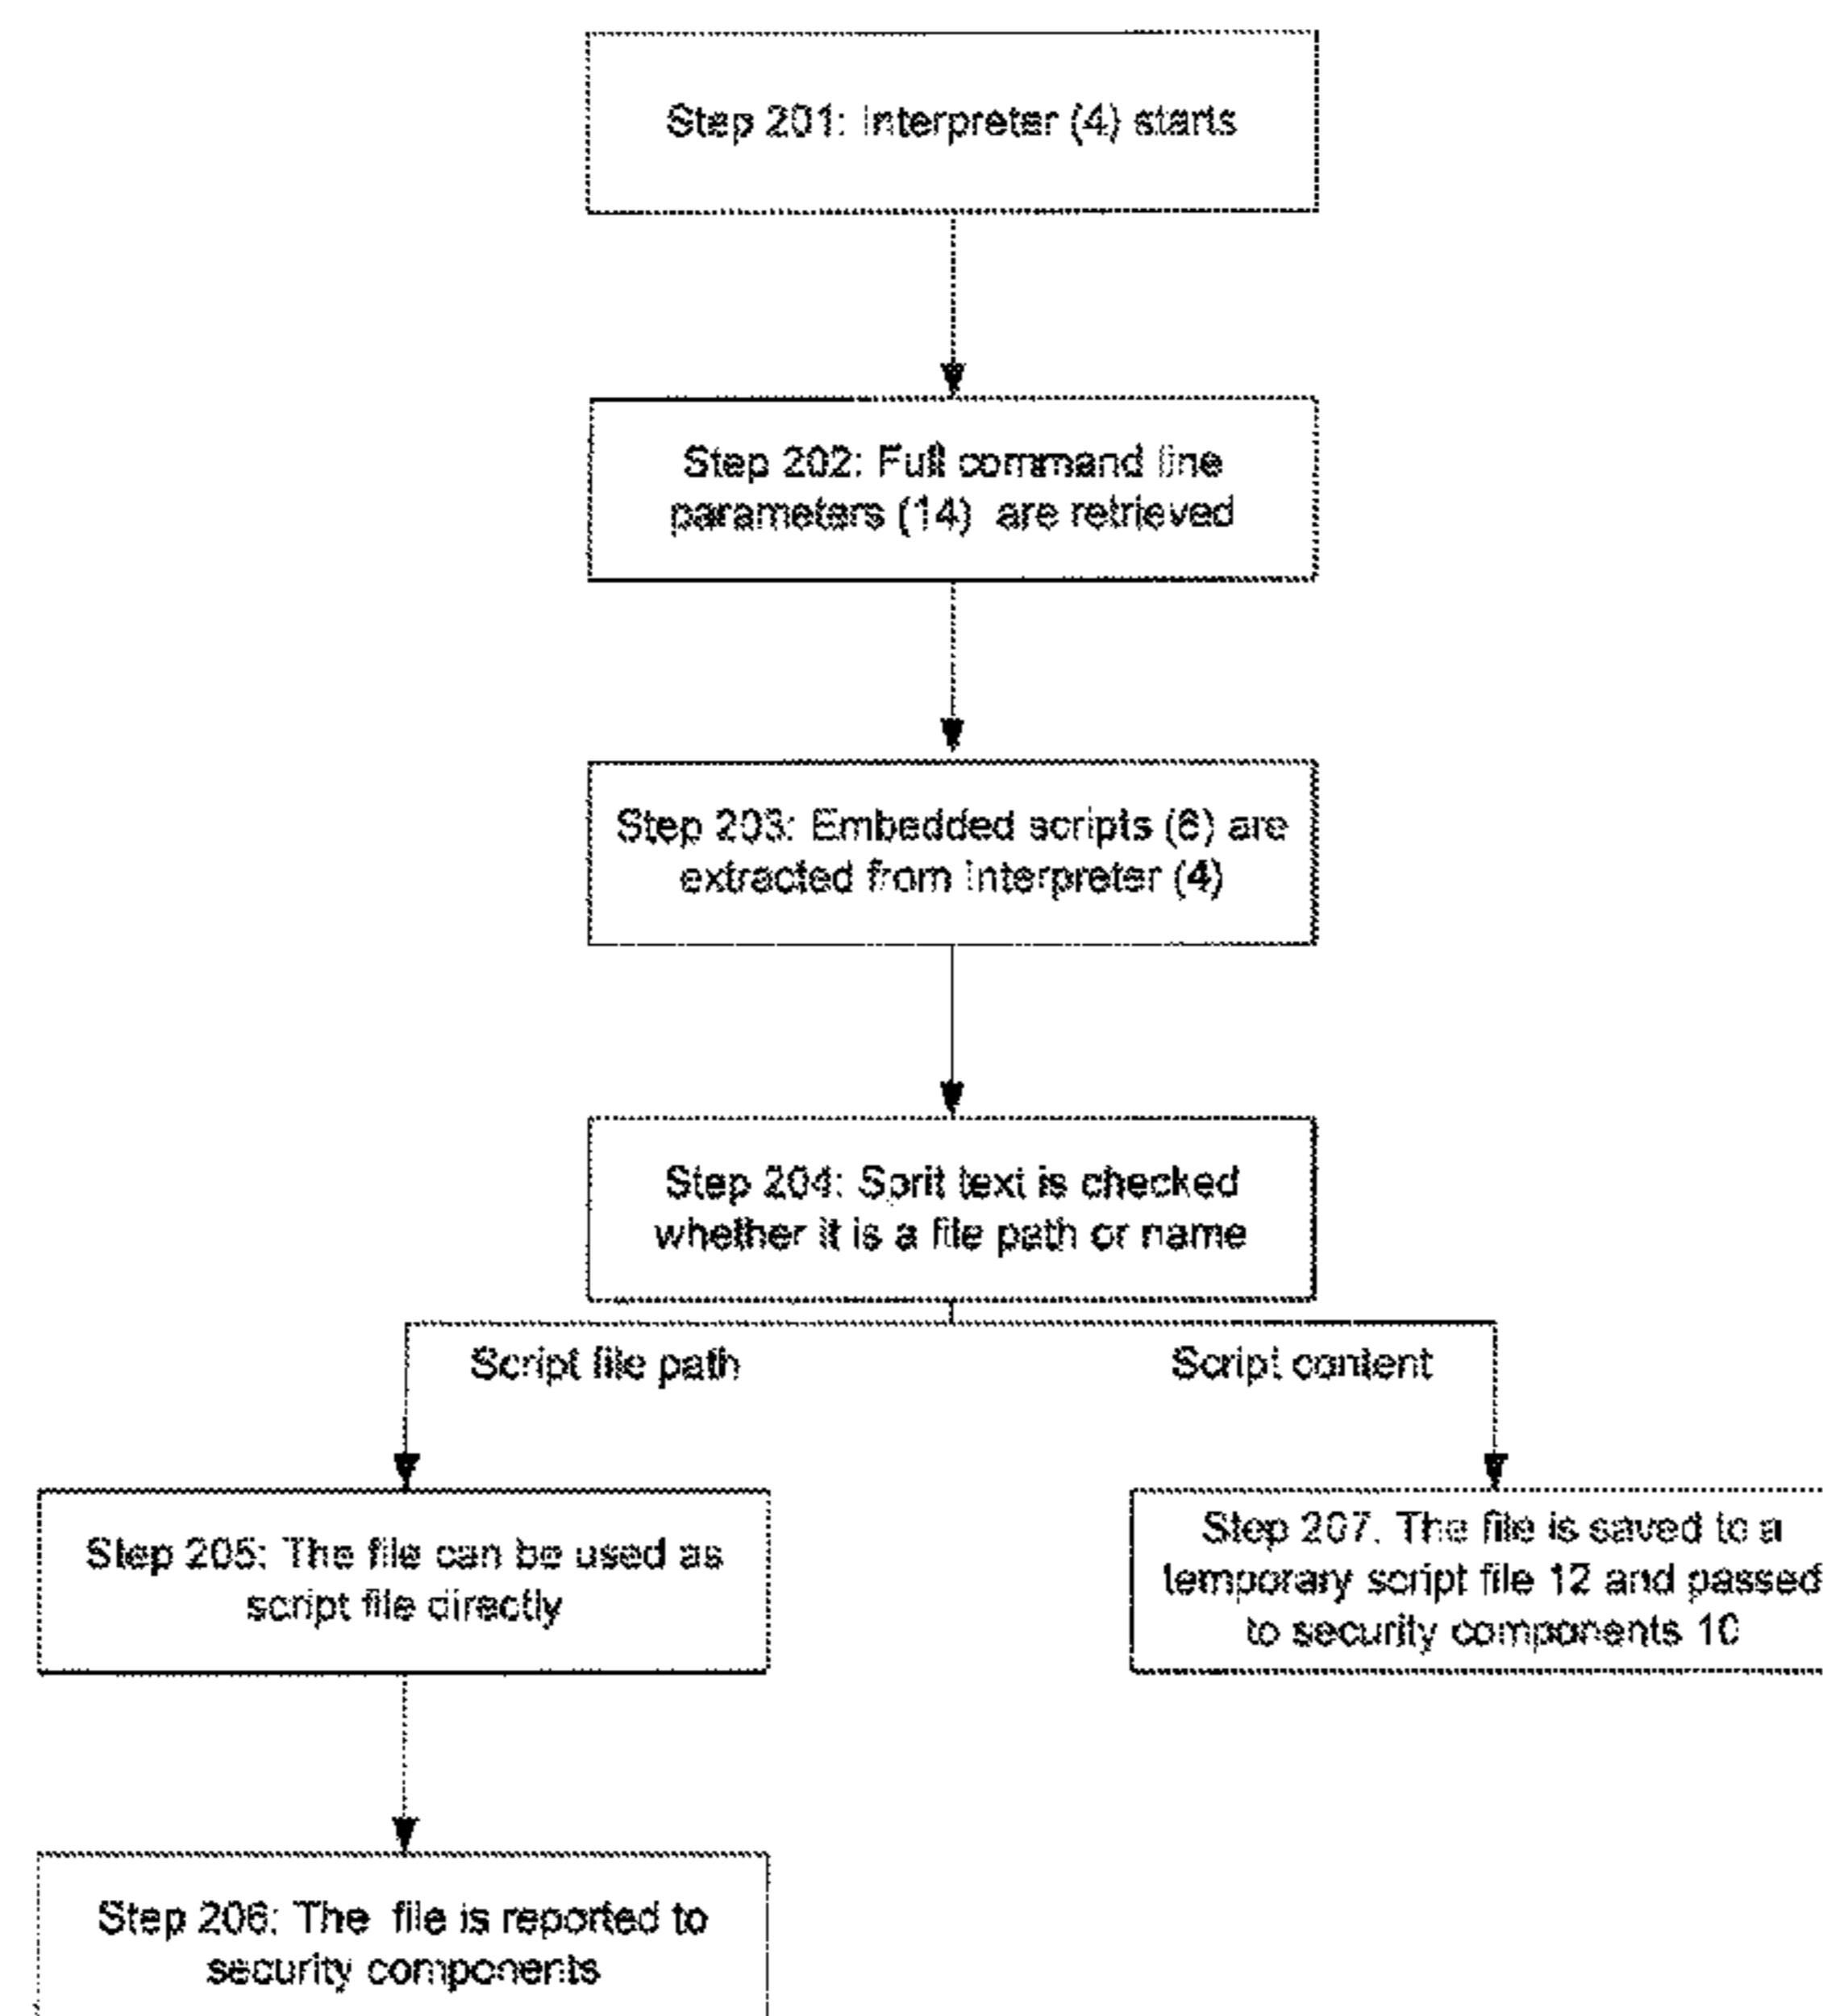 Step 201: Interpreter (4) starts
Step 202: Full command line
parameters (14) are retrieved
Step 203: Embedded scripts (6) are
extracted from Interpreter (4)
Step 204: Sprit text is checked
whether it is a file path or name
Script file path
Script content
Step 205: The file can be used as
script file directly
Step 207. The file is saved to a
temporary script file 12 and passed
to security components 10
Step 206: The file is reported to
security components